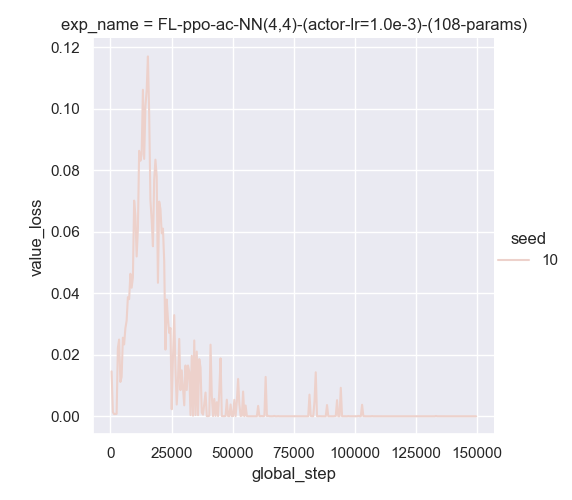 exp_name = FL-ppo-ac-NN(4,4)-(actor-lr=1.0e-3)-(108-params)
0.12
0.10
0.08
0.06
0.04
0.02
0.00
value_loss
0 25000 50000 75000 100000 125000 150000
global_step
seed
10